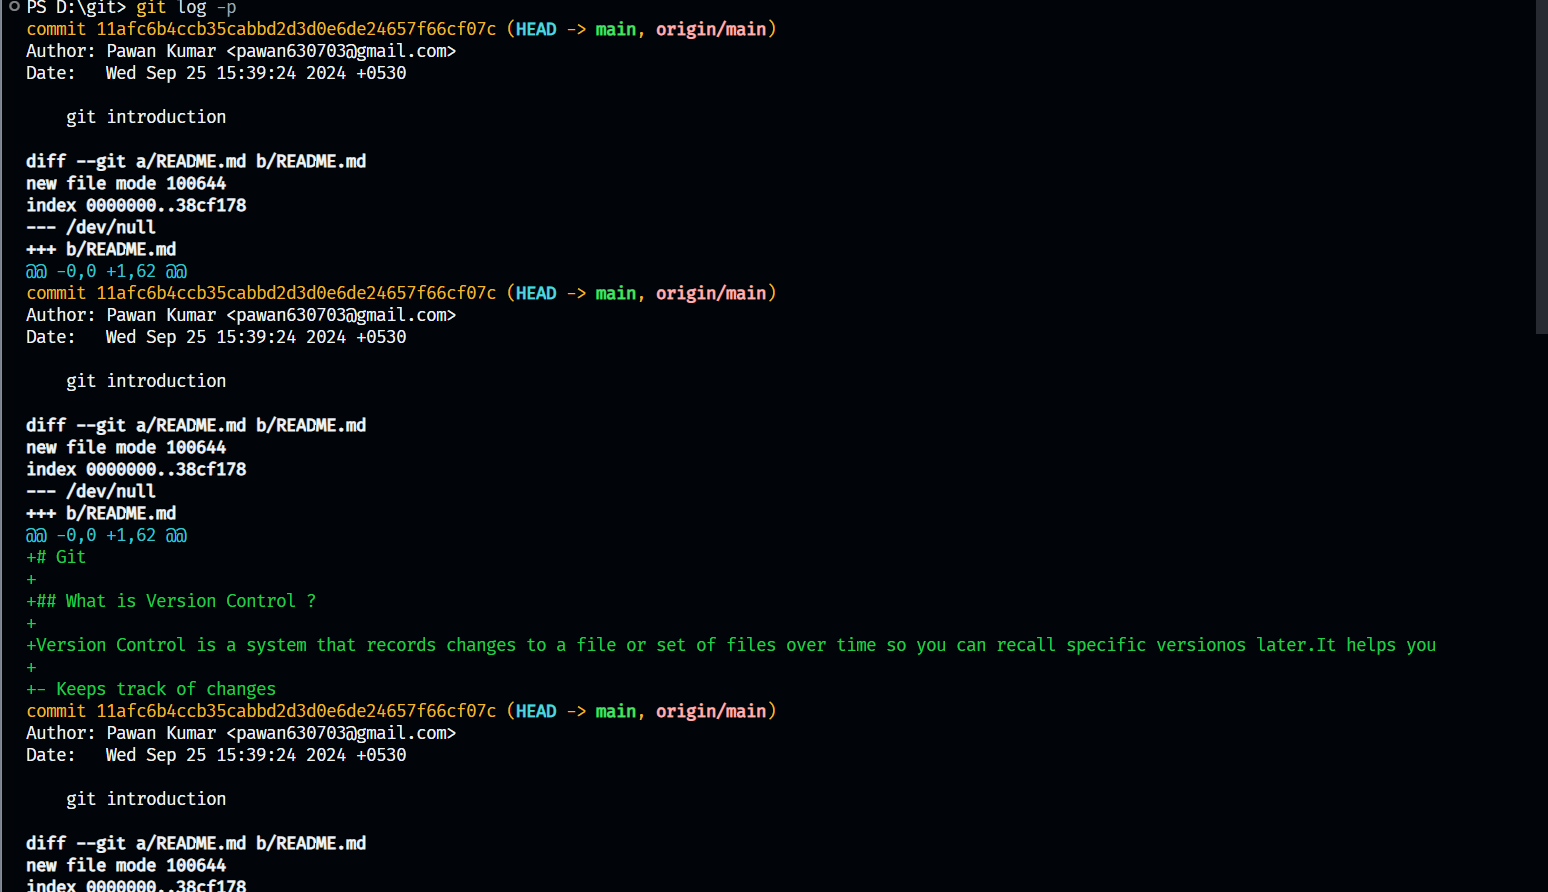 PS D:\git> git log -p
commit 11afc6b4ccb35cabbd2d3d0e6de24657f66cf07c (HEAD -> main, origin/main)
Author: Pawan Kumar <pawan630703@gmail.com>
Date:   Wed Sep 25 15:39:24 2024 +0530

    git introduction

diff --git a/README.md b/README.md
new file mode 100644
index 0000000..38cf178
--- /dev/null
+++ b/README.md
@@ -0,0 +1,62 @@
commit 11afc6b4ccb35cabbd2d3d0e6de24657f66cf07c (HEAD -> main, origin/main)
Author: Pawan Kumar <pawan630703@gmail.com>
Date:   Wed Sep 25 15:39:24 2024 +0530

    git introduction

diff --git a/README.md b/README.md
new file mode 100644
index 0000000..38cf178
--- /dev/null
+++ b/README.md
@@ -0,0 +1,62 @@
+# Git
+
+## What is Version Control ?
+
+Version Control is a system that records changes to a file or set of files over time so you can recall specific versionos later.It helps you
+
+- Keeps track of changes
commit 11afc6b4ccb35cabbd2d3d0e6de24657f66cf07c (HEAD -> main, origin/main)
Author: Pawan Kumar <pawan630703@gmail.com>
Date:   Wed Sep 25 15:39:24 2024 +0530

    git introduction

diff --git a/README.md b/README.md
new file mode 100644
index 0000000..38cf178